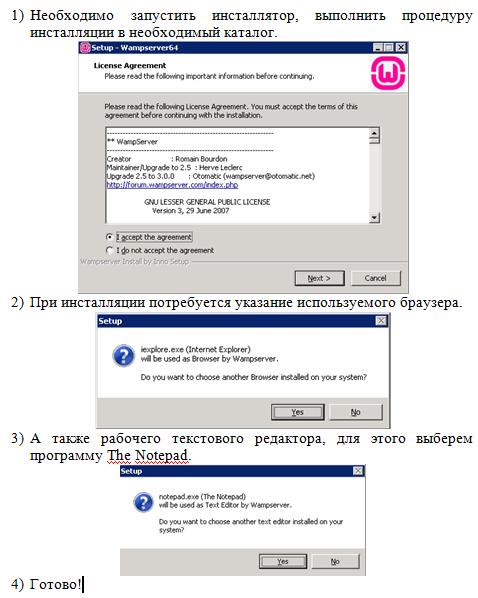 1) Необходимо запустить инсталлятор, выполнить процедуру
инсталляции в необходимый каталог.
Setup - Wampserver64
License Agreement
Please read the following important information before continuing.
Please read the following License Agreement. You must accept the terms of this
agreement before continuing with the installation.
------------------------------------------------------------
** WampServer
------------------------------------------------------------
Creator : Romain Bourdon
Maintainer/Upgrade to 2.5 : Herve Leclerc
Upgrade 2.5 to 3.0.0 : Otomatic (wampserver@otomatic.net)
http://forum.wampserver.com/index.php
GNU LESSER GENERAL PUBLIC LICENSE
Version 3, 29 June 2007
I accept the agreement
I do not accept the agreement
Wampserver Install by Inno Setup
Next >
Cancel
2) При инсталляции потребуется указание используемого браузера.
Setup
iexplore.exe (Internet Explorer)
will be used as Browser by Wampserver.
Do you want to choose another Browser installed on your system?
Yes
No
3) А также рабочего текстового редактора, для этого выберем
программу The Notepad.
Setup
notepad.exe (The Notepad)
will be used as Text Editor by Wampserver.
Do you want to choose another text editor installed on your
system?
Yes
No
4) Готово!